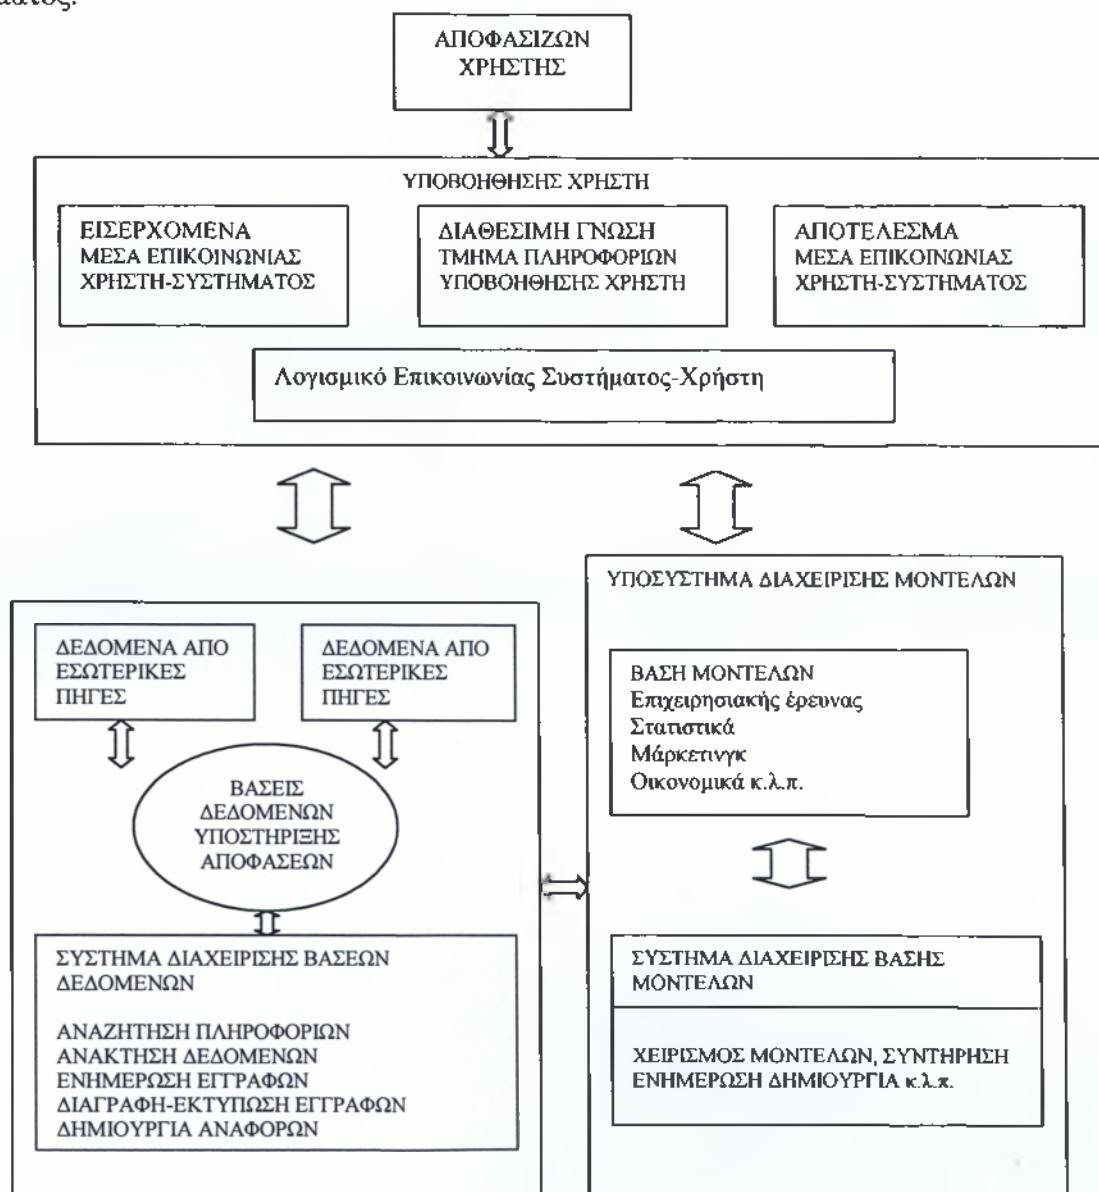 ΑΠΟΦΑΣΙΖΩΝ
ΧΡΗΣΤΗΣ
ΥΠΟΒΟΗΘΗΣΗΣ ΧΡΗΣΤΗ
ΕΙΣΕΡΧΟΜΕΝΑ
ΜΕΣΑ ΕΠΙΚΟΙΝΩΝΙΑΣ
ΧΡΗΣΤΗ-ΣΥΣΤΗΜΑΤΟΣ
ΔΙΑΘΕΣΙΜΗ ΓΝΩΣΗ
ΤΜΗΜΑ ΠΛΗΡΟΦΟΡΙΩΝ
ΥΠΟΒΟΗΘΗΣΗΣ ΧΡΗΣΤΗ
ΑΠΟΤΕΛΕΣΜΑ
ΜΕΣΑ ΕΠΙΚΟΙΝΩΝΙΑΣ
ΧΡΗΣΤΗ-ΣΥΣΤΗΜΑΤΟΣ
Λογισμικό Επικοινωνίας Συστήματος-Χρήστη
ΔΕΔΟΜΕΝΑ ΑΠΟ
ΕΣΩΤΕΡΙΚΕΣ
ΠΗΓΕΣ
ΔΕΔΟΜΕΝΑ ΑΠΟ
ΕΣΩΤΕΡΙΚΕΣ
ΠΗΓΕΣ
ΒΑΣΕΙΣ
ΔΕΔΟΜΕΝΩΝ
ΥΠΟΣΤΗΡΙΞΗΣ
ΑΠΟΦΑΣΕΩΝ
ΣΥΣΤΗΜΑ ΔΙΑΧΕΙΡΙΣΗΣ ΒΑΣΕΩΝ
ΔΕΔΟΜΕΝΩΝ
ΑΝΑΖΗΤΗΣΗ ΠΛΗΡΟΦΟΡΙΩΝ
ΑΝΑΚΤΗΣΗ ΔΕΔΟΜΕΝΩΝ
ΕΝΗΜΕΡΩΣΗ ΕΓΓΡΑΦΩΝ
ΔΙΑΓΡΑΦΗ-ΕΚΤΥΠΩΣΗ ΕΓΓΡΑΦΩΝ
ΔΗΜΙΟΥΡΓΙΑ ΑΝΑΦΟΡΩΝ
ΥΠΟΣΥΣΤΗΜΑ ΔΙΑΧΕΙΡΙΣΗΣ ΜΟΝΤΕΛΩΝ
ΒΑΣΗ ΜΟΝΤΕΛΩΝ
Επιχειρησιακής έρευνας
Στατιστικά
Μάρκετινγκ
Οικονομικά κ.λ.π.
ΣΥΣΤΗΜΑ ΔΙΑΧΕΙΡΙΣΗΣ ΒΑΣΗΣ
ΜΟΝΤΕΛΩΝ
ΧΕΙΡΙΣΜΟΣ ΜΟΝΤΕΛΩΝ, ΣΥΝΤΗΡΗΣΗ
ΕΝΗΜΕΡΩΣΗ ΔΗΜΙΟΥΡΓΙΑ κ.λ.π.